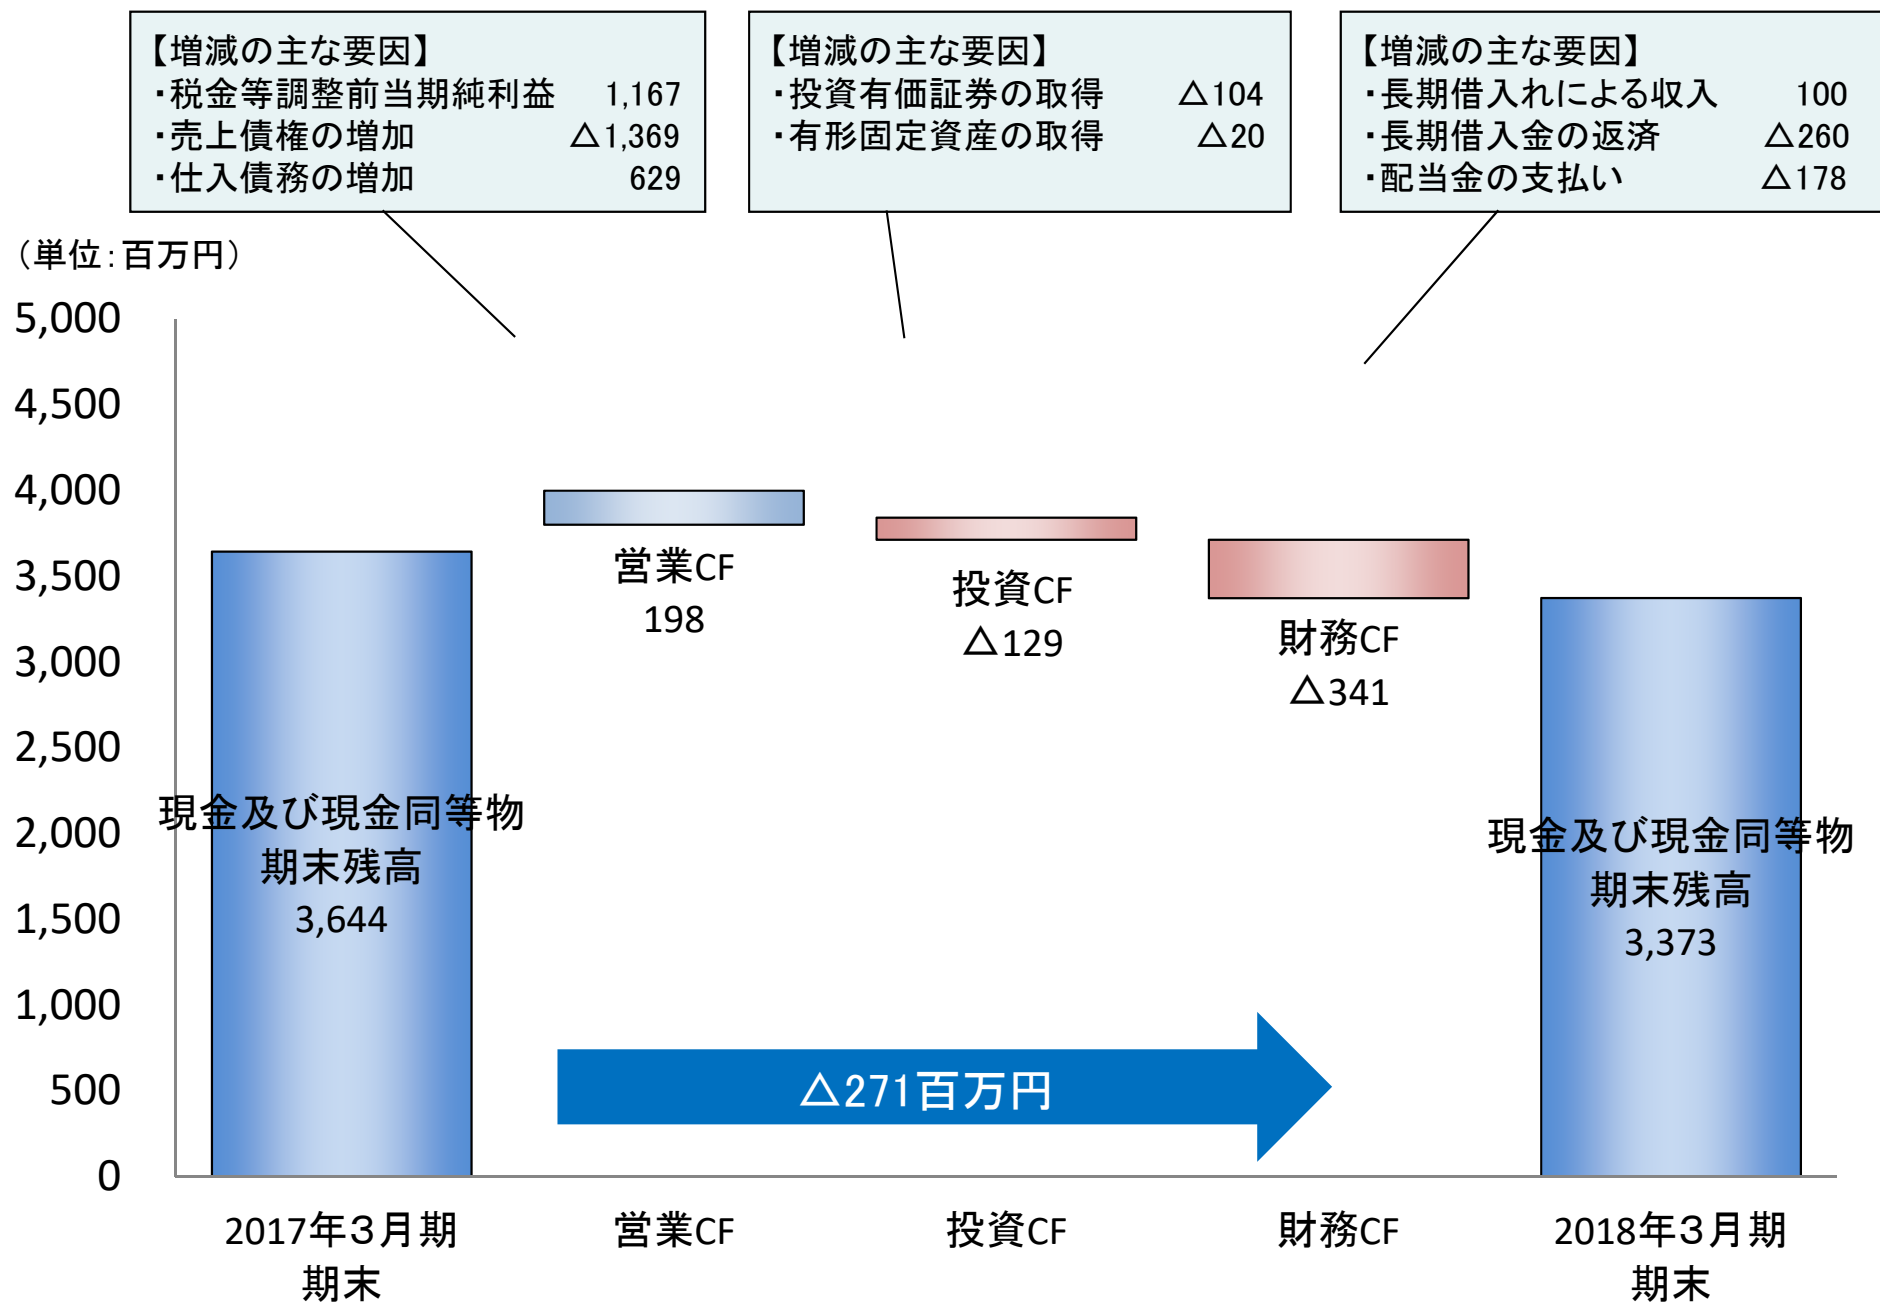 【増減の主な要因】
・税金等調整前当期純利益 1,167
・売上債権の増加 △1,369
・仕入債務の増加 629
【増減の主な要因】
・投資有価証券の取得 △104
・有形固定資産の取得 △20
【増減の主な要因】
・長期借入れによる収入 100
・長期借入金の返済 △260
・配当金の支払い △178
（単位：百万円）
5,000
4,500
4,000
3,500
3,000
2,500
2,000
1,500
1,000
500
0
現金及び現金同等物
期末残高
3,644
営業CF
198
投資CF
△129
財務CF
△341
現金及び現金同等物
期末残高
3,373
△271百万円
2017年３月期
期末
営業CF
投資CF
財務CF
2018年３月期
期末